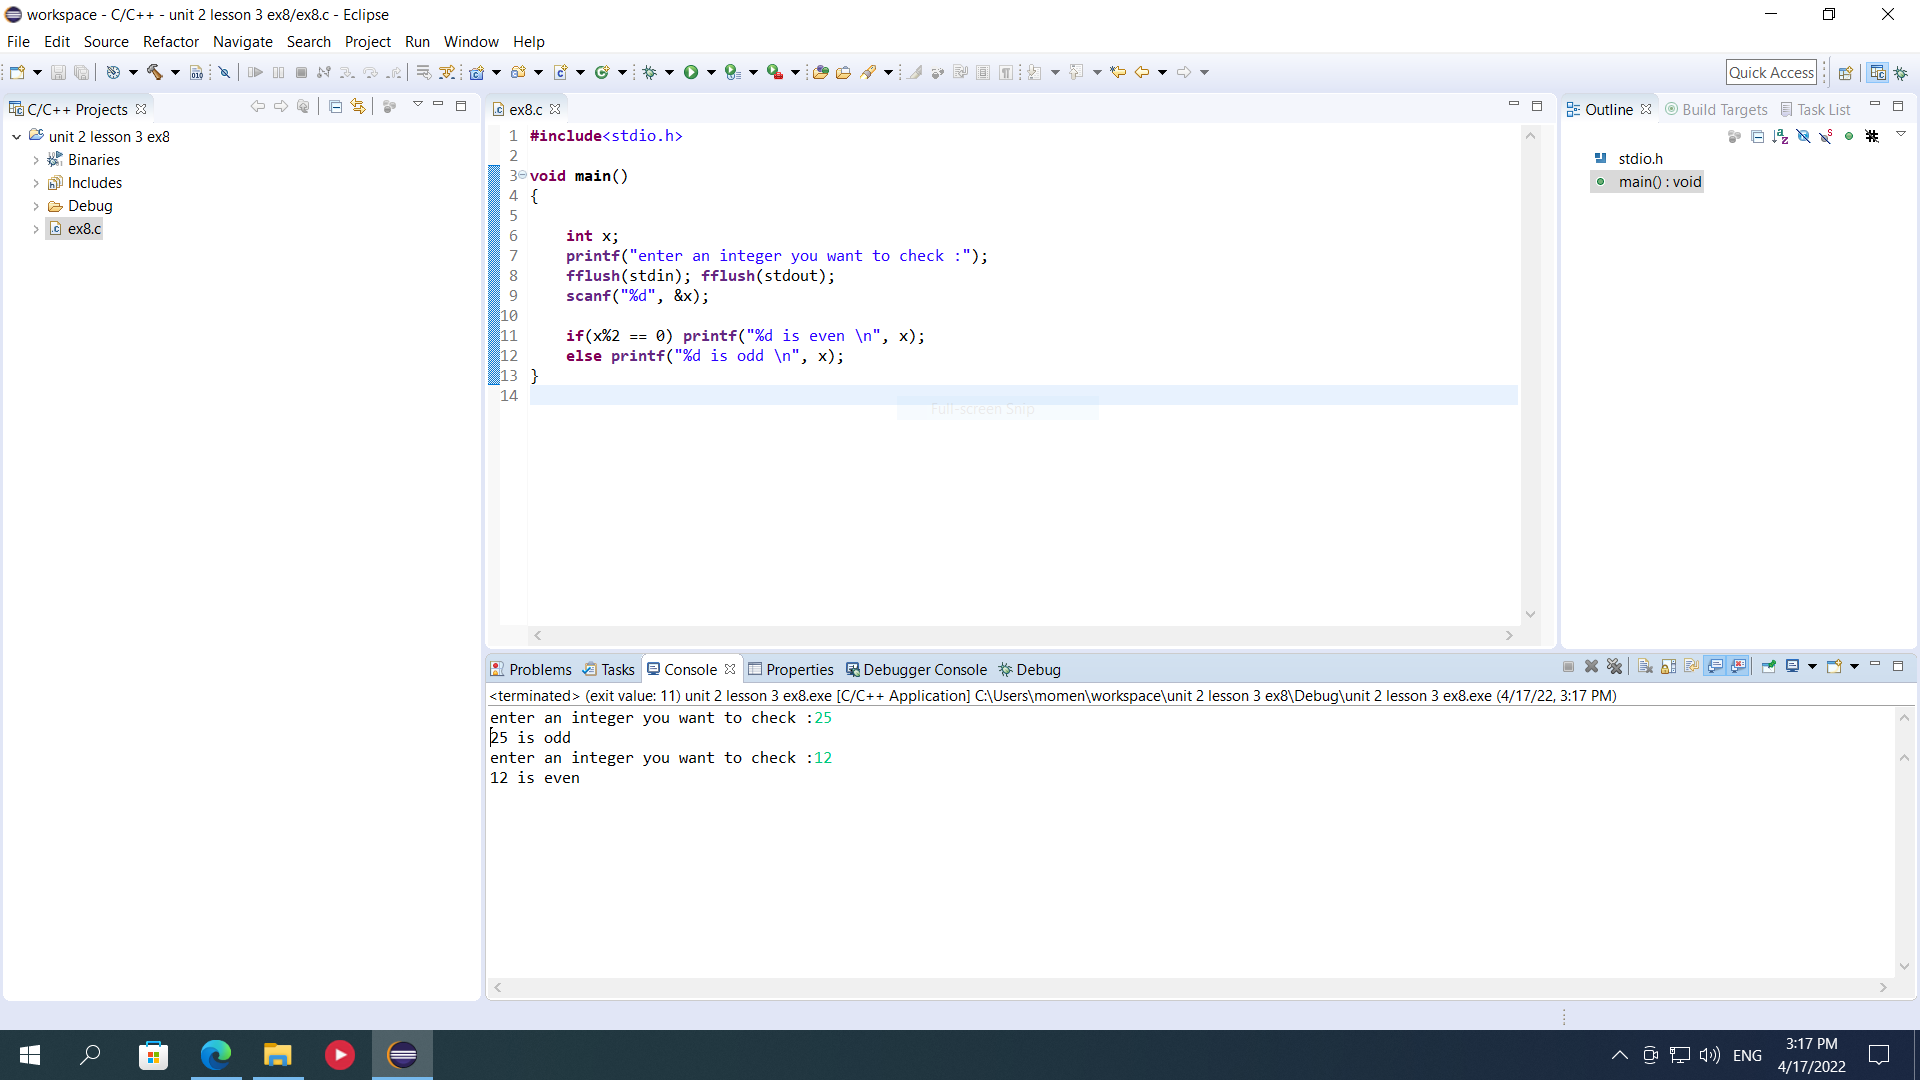 workspace - C/C++ - unit 2 lesson 3 ex8/ex8.c - Eclipse
File Edit Source Refactor Navigate Search Project Run Window Help
Quick Access
C/C++ Projects
unit 2 lesson 3 ex8
Binaries
Includes
Debug
ex8.c
ex8.c
1 #include<stdio.h>
2
3 void main()
4 {
5
6 int x;
7 printf("enter an integer you want to check :");
8 fflush(stdin); fflush(stdout);
9 scanf("%d", &x);
10
11 if(x%2 == 0) printf("%d is even \n", x);
12 else printf("%d is odd \n", x);
13 }
14
Full-screen Snip
Outline Build Targets Task List
stdio.h
main() : void
Problems Tasks Console Properties Debugger Console Debug
<terminated> (exit value: 11) unit 2 lesson 3 ex8.exe [C/C++ Application] C:\Users\momen\workspace\unit 2 lesson 3 ex8\Debug\unit 2 lesson 3 ex8.exe (4/17/22, 3:17 PM)
enter an integer you want to check :25
25 is odd
enter an integer you want to check :12
12 is even
ENG
3:17 PM
4/17/2022